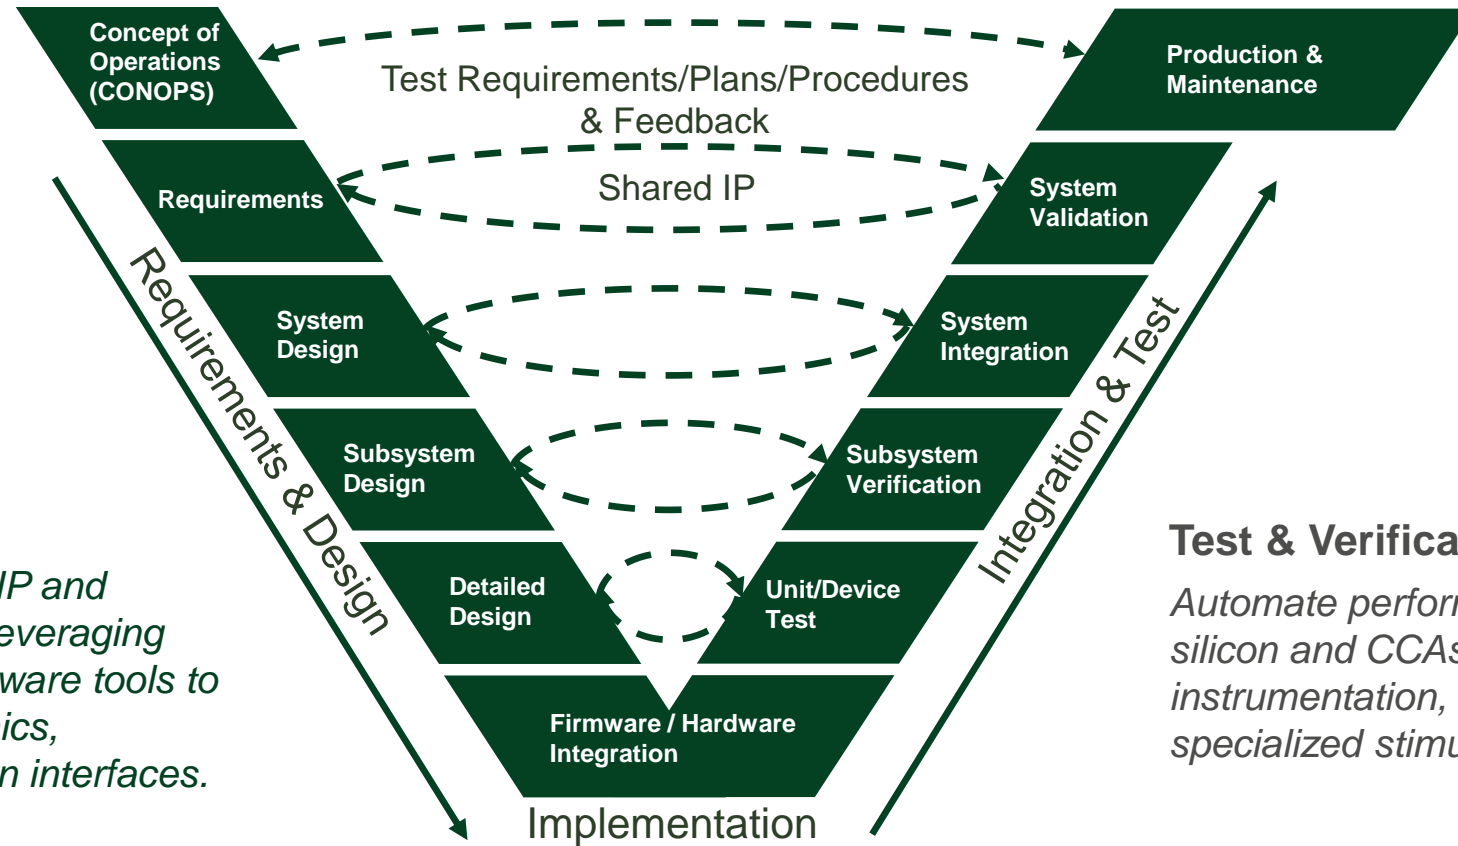 Concept of
Operations
(CONOPS)
Production &
Maintenance
Test Requirements/Plans/Procedures
& Feedback
Shared IP
Requirements
System
Validation
System
Design
System
Integration
Subsystem
Design
Subsystem
Verification
Detailed
Design
Unit/Device
Test
Firmware / Hardware
Integration
Implementation
Requirements & Design
Integration & Test
IP and
everaging
ware tools to
ics,
n interfaces.
Test & Verifica
Automate perfor
silicon and CCAs
instrumentation,
specialized stimu